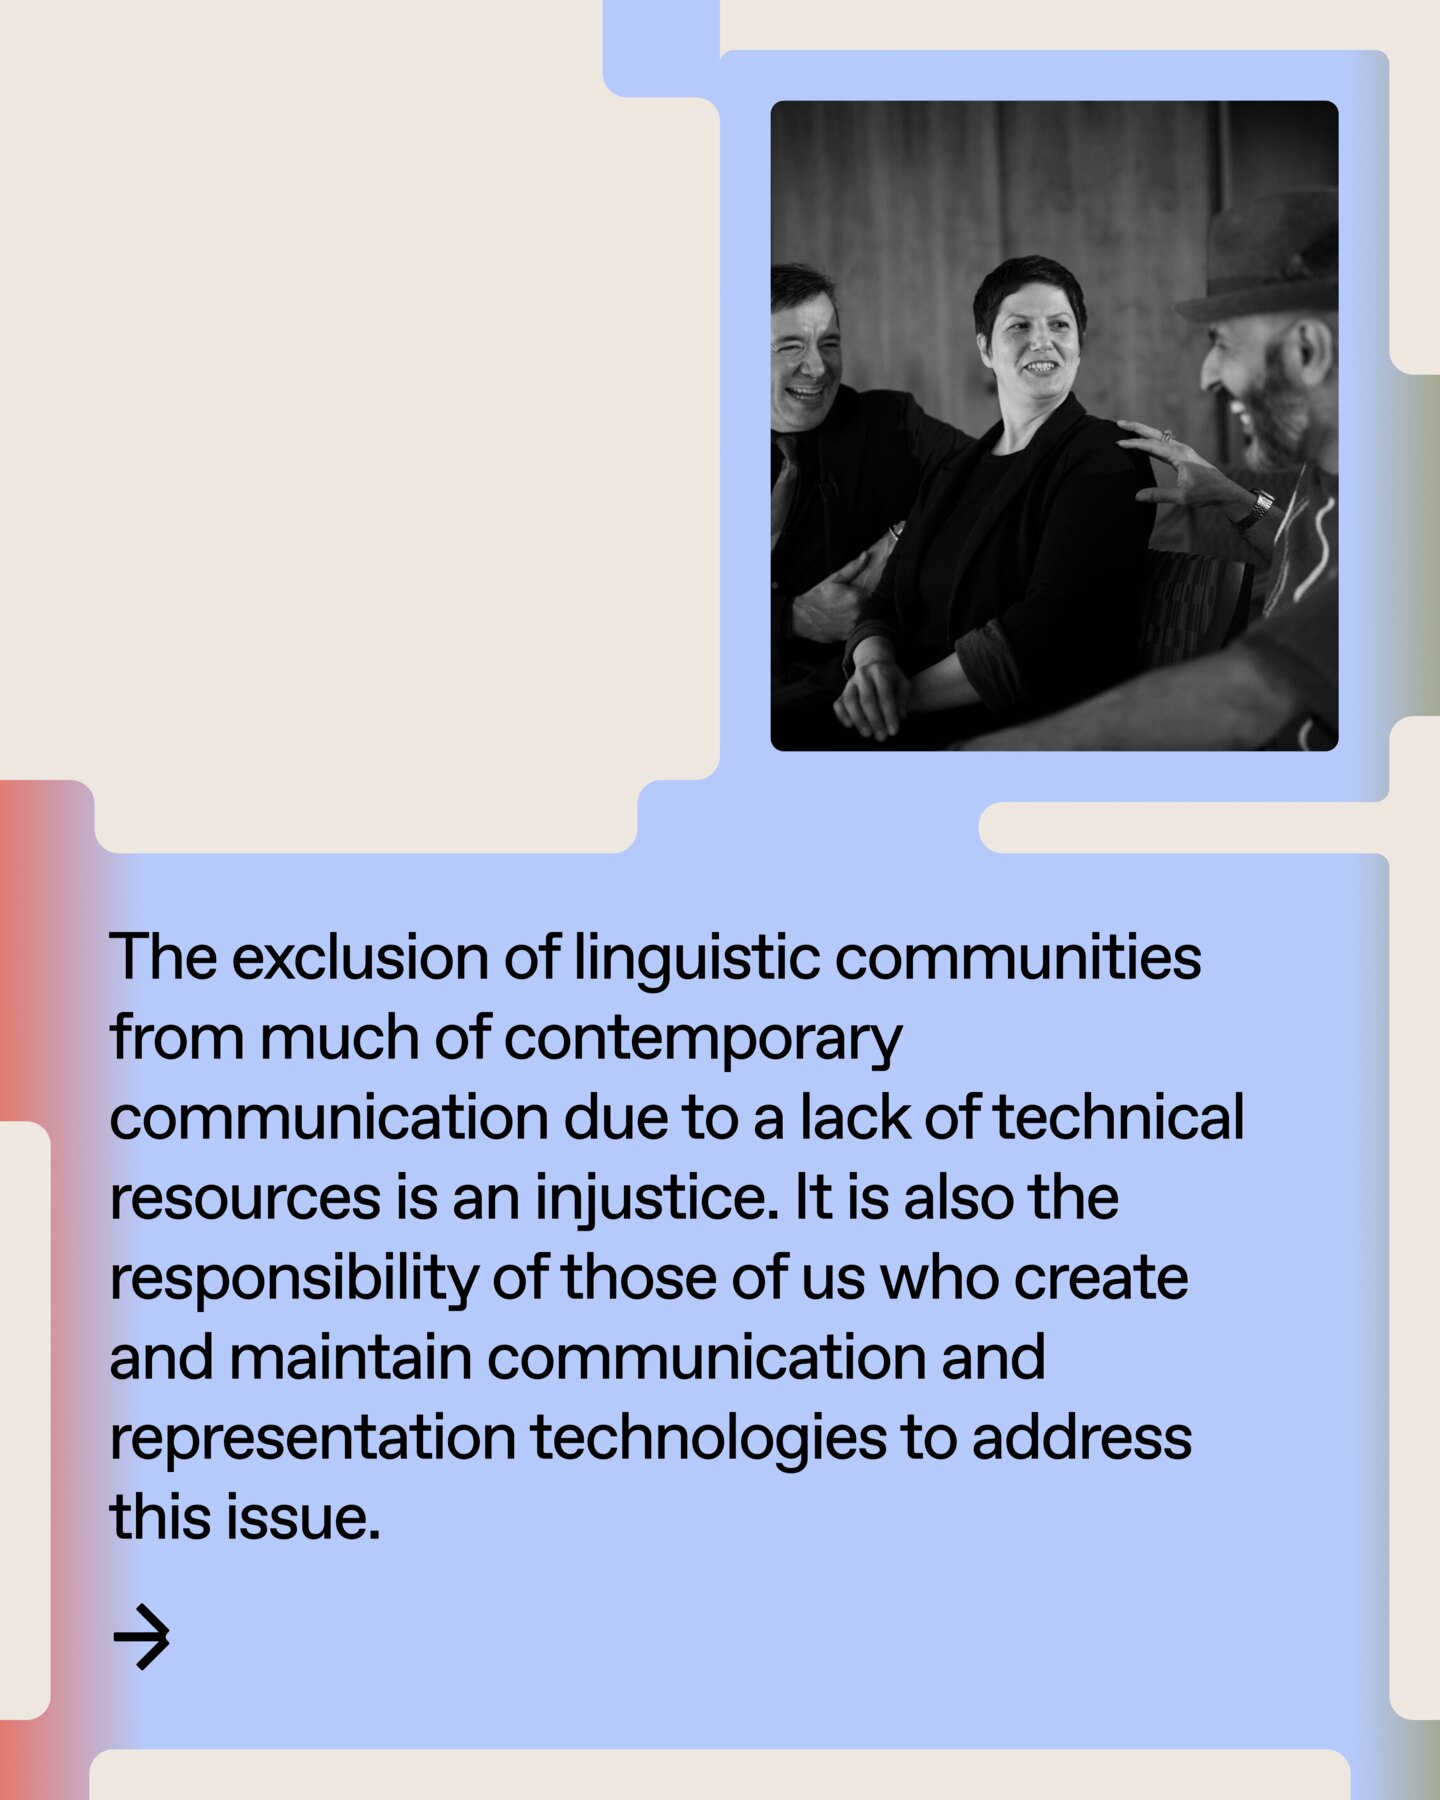 The exclusion of linguistic communities
from much of contemporary
communication due to a lack of technical
resources is an injustice. It is also the
responsibility of those of us who create
and maintain communication and
representation technologies to address
this issue.